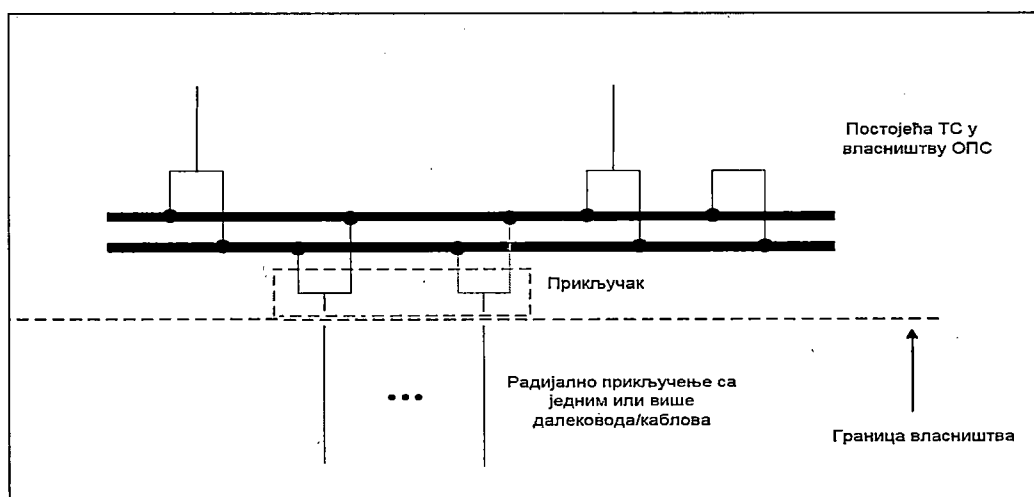 Постојећа ТС у
власништву ОПС
Прикључак
Радијално прикључење са
једним или више
далековода/каблова
Граница власништва